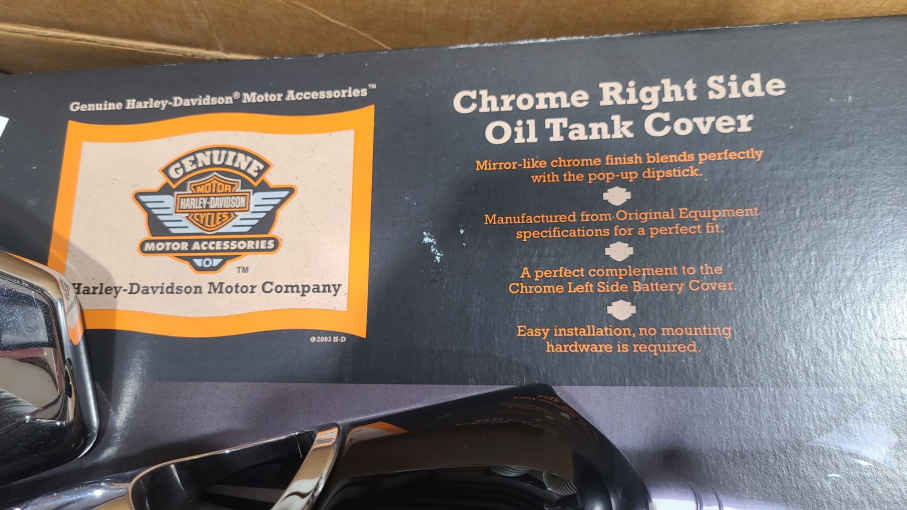 Genuine Harley-Davidson® Motor Accessories™
GENUINE
MOTOR
HARLEY-DAVIDSON
CYCLES
MOTOR ACCESSORIES
TM
Harley-Davidson Motor Company
©2003 H-D
Chrome Right Side
Oil Tank Cover
Mirror-like chrome finish blends perfectly
with the pop-up dipstick.
Manufactured from Original Equipment
specifications for a perfect fit.
A perfect complement to the
Chrome Left Side Battery Cover.
Easy installation, no mounting
hardware is required.